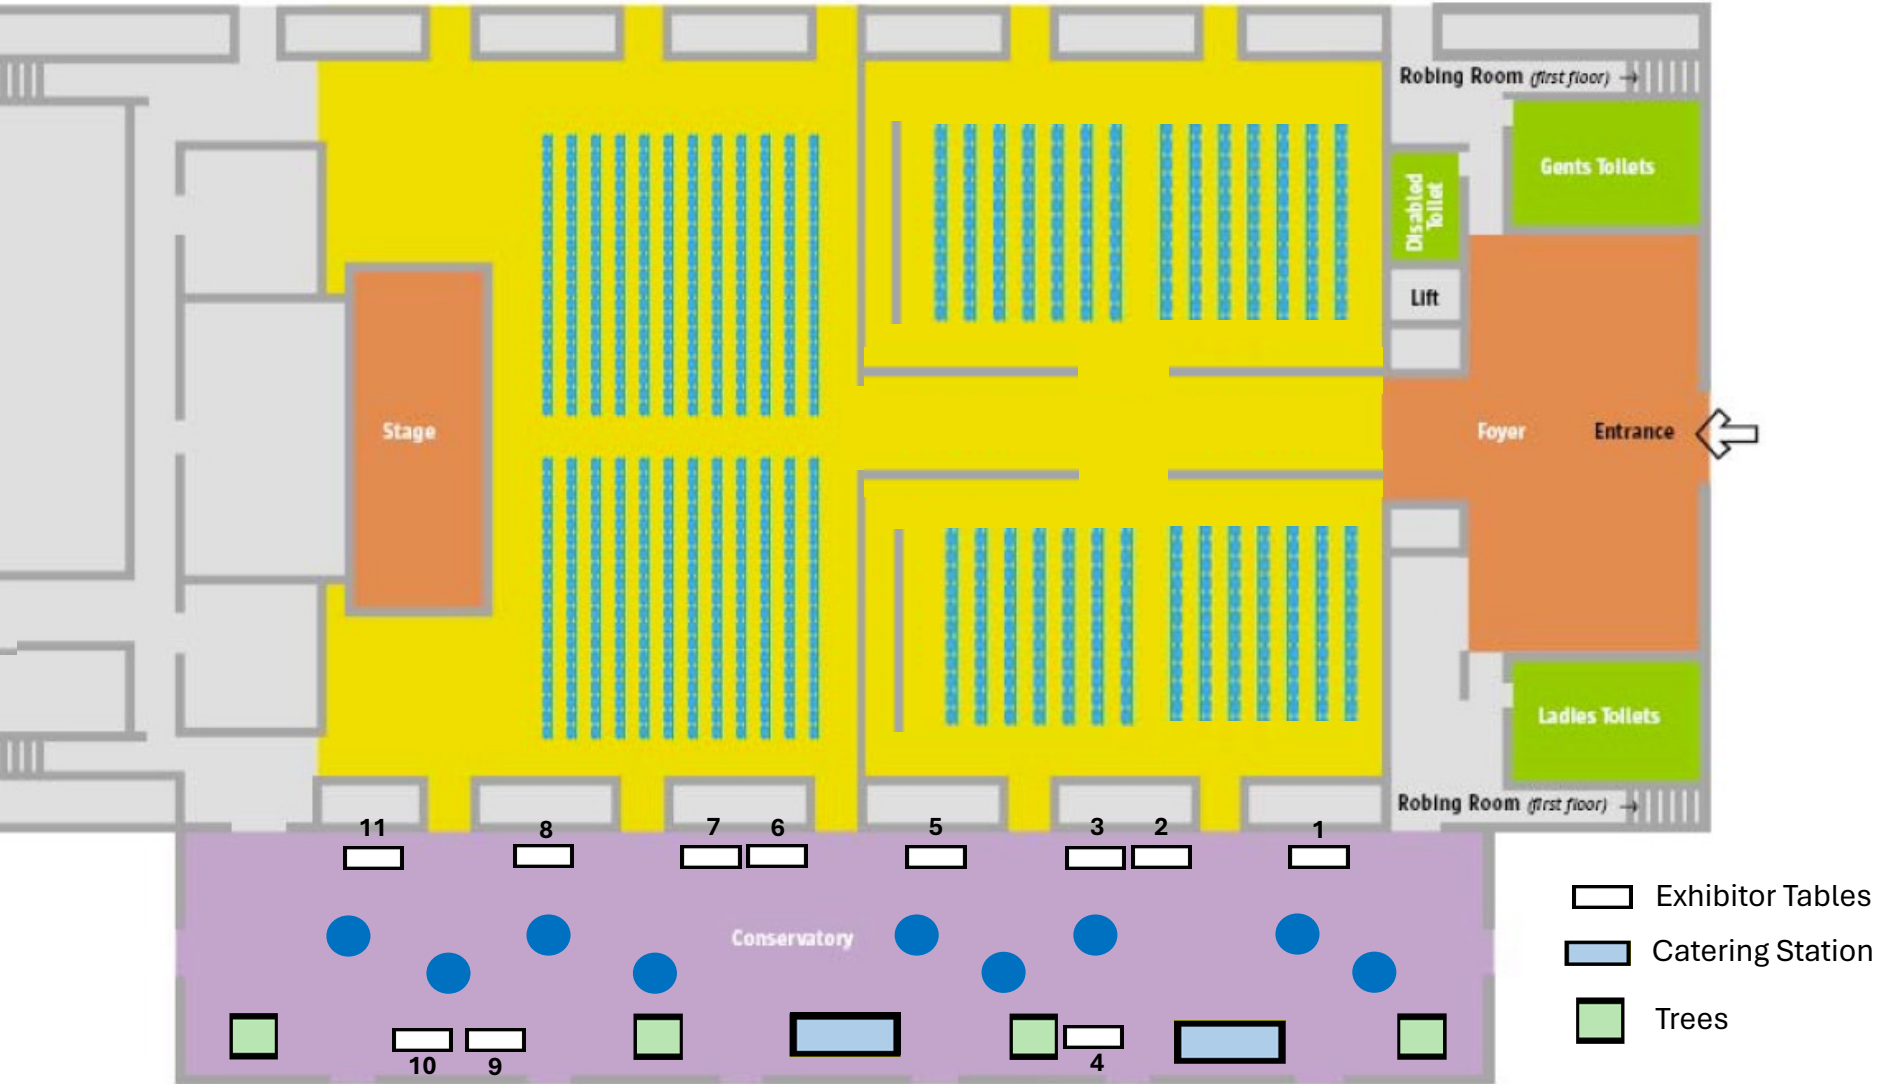 Robing Room (first floor) →
Gents Toilets
Disabled
Toilet
Lift
Stage
Foyer
Entrance
Ladies Toilets
Robing Room (first floor) →
11
8
7
6
5
3
2
1
Conservatory
10
9
4
Exhibitor Tables
Catering Station
Trees